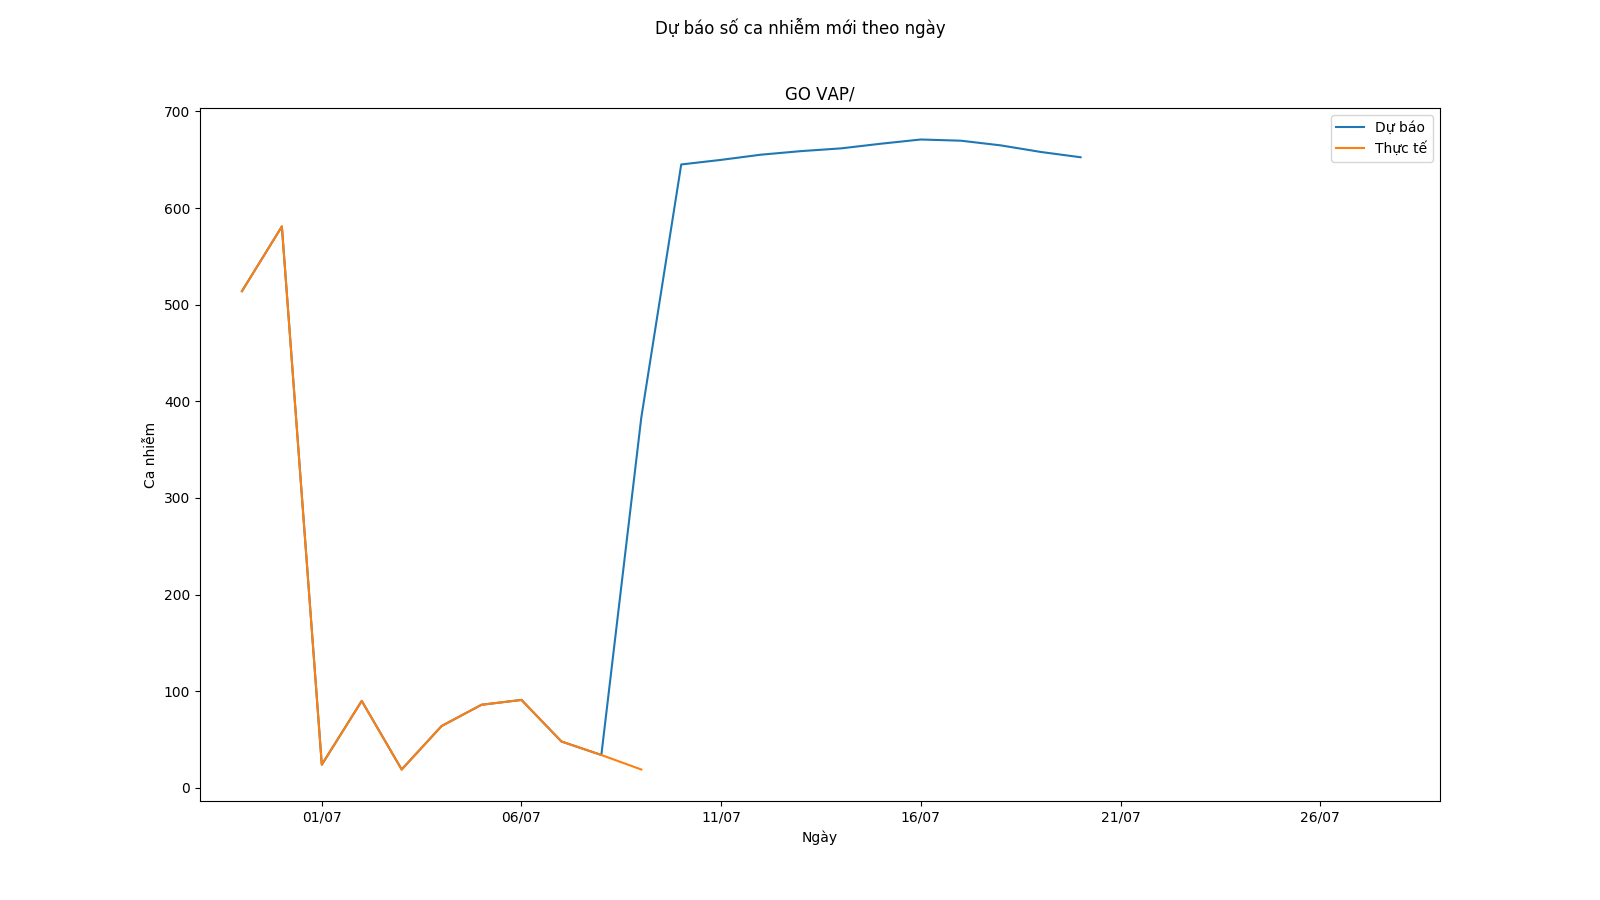 Dự báo số ca nhiễm mới theo ngày
GO VAP/
700
600
500
400
300
200
100
0
Ca nhiễm
Dự báo
Thực tế
01/07
06/07
11/07
16/07
21/07
26/07
Ngày